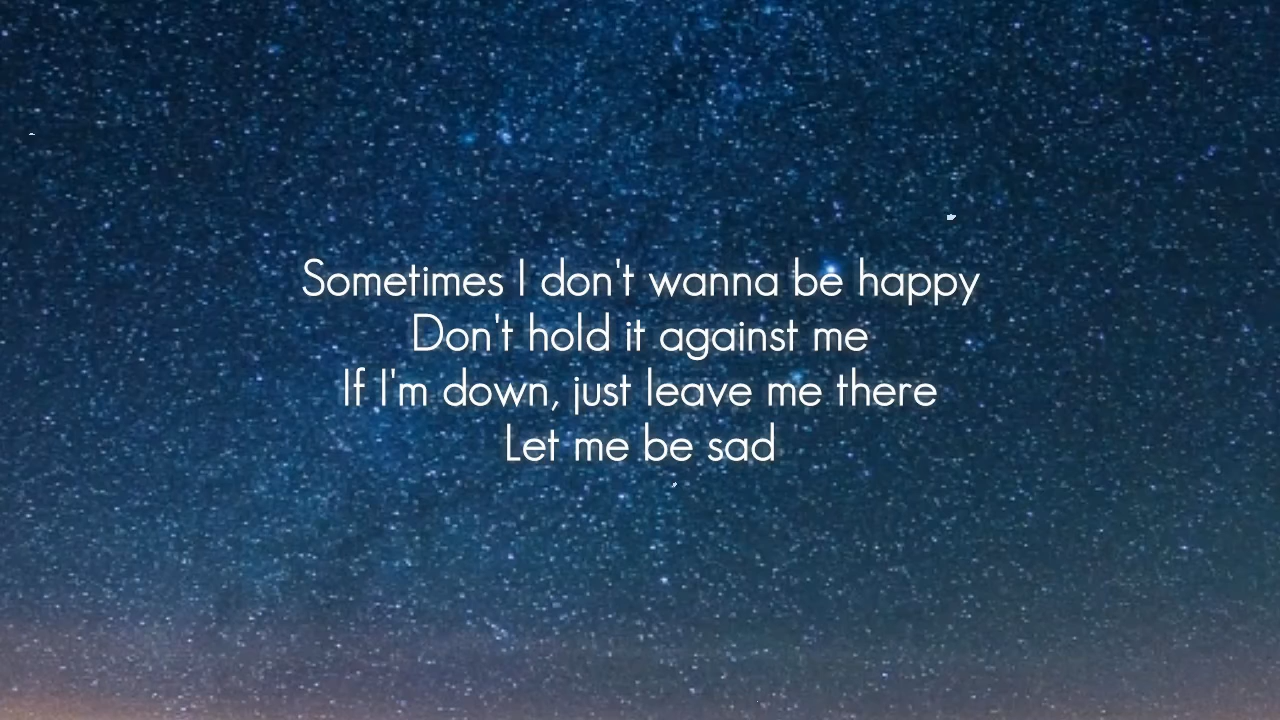 Sometimes I don't wanna be happy
Don't hold it against me
If I'm down, just leave me there
Let me be sad